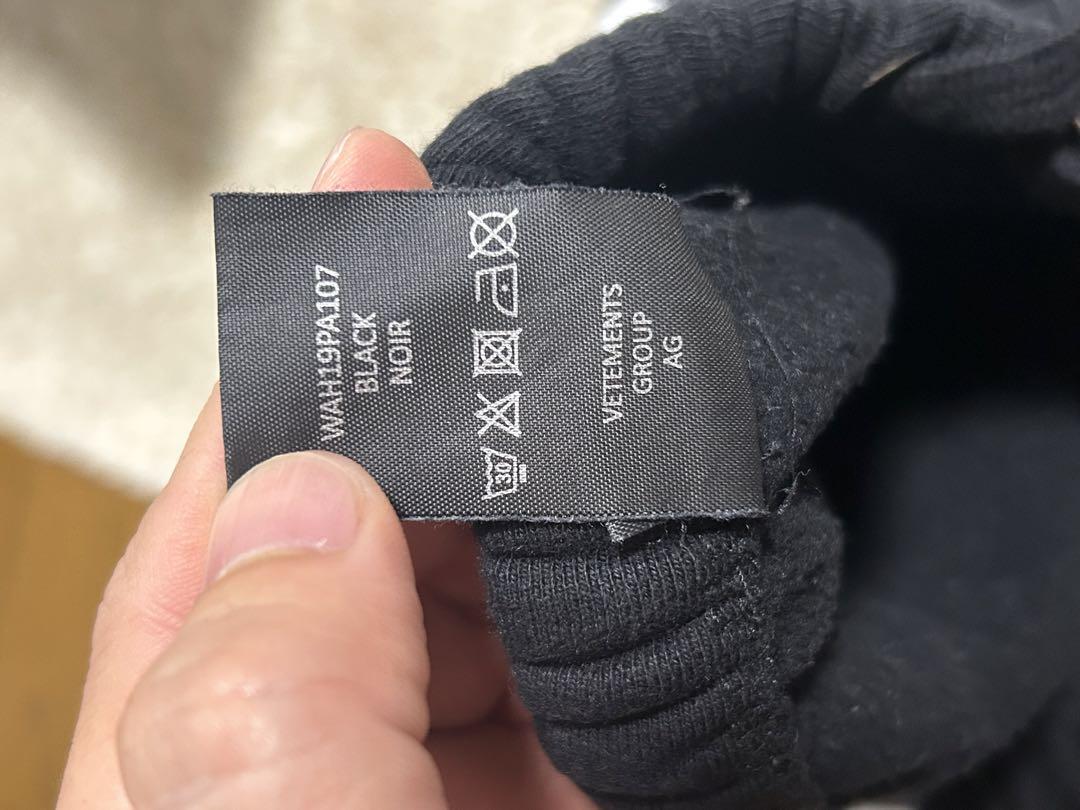 WAH19PA107
BLACK
NOIR
30
VETEMENTS
GROUP
AG